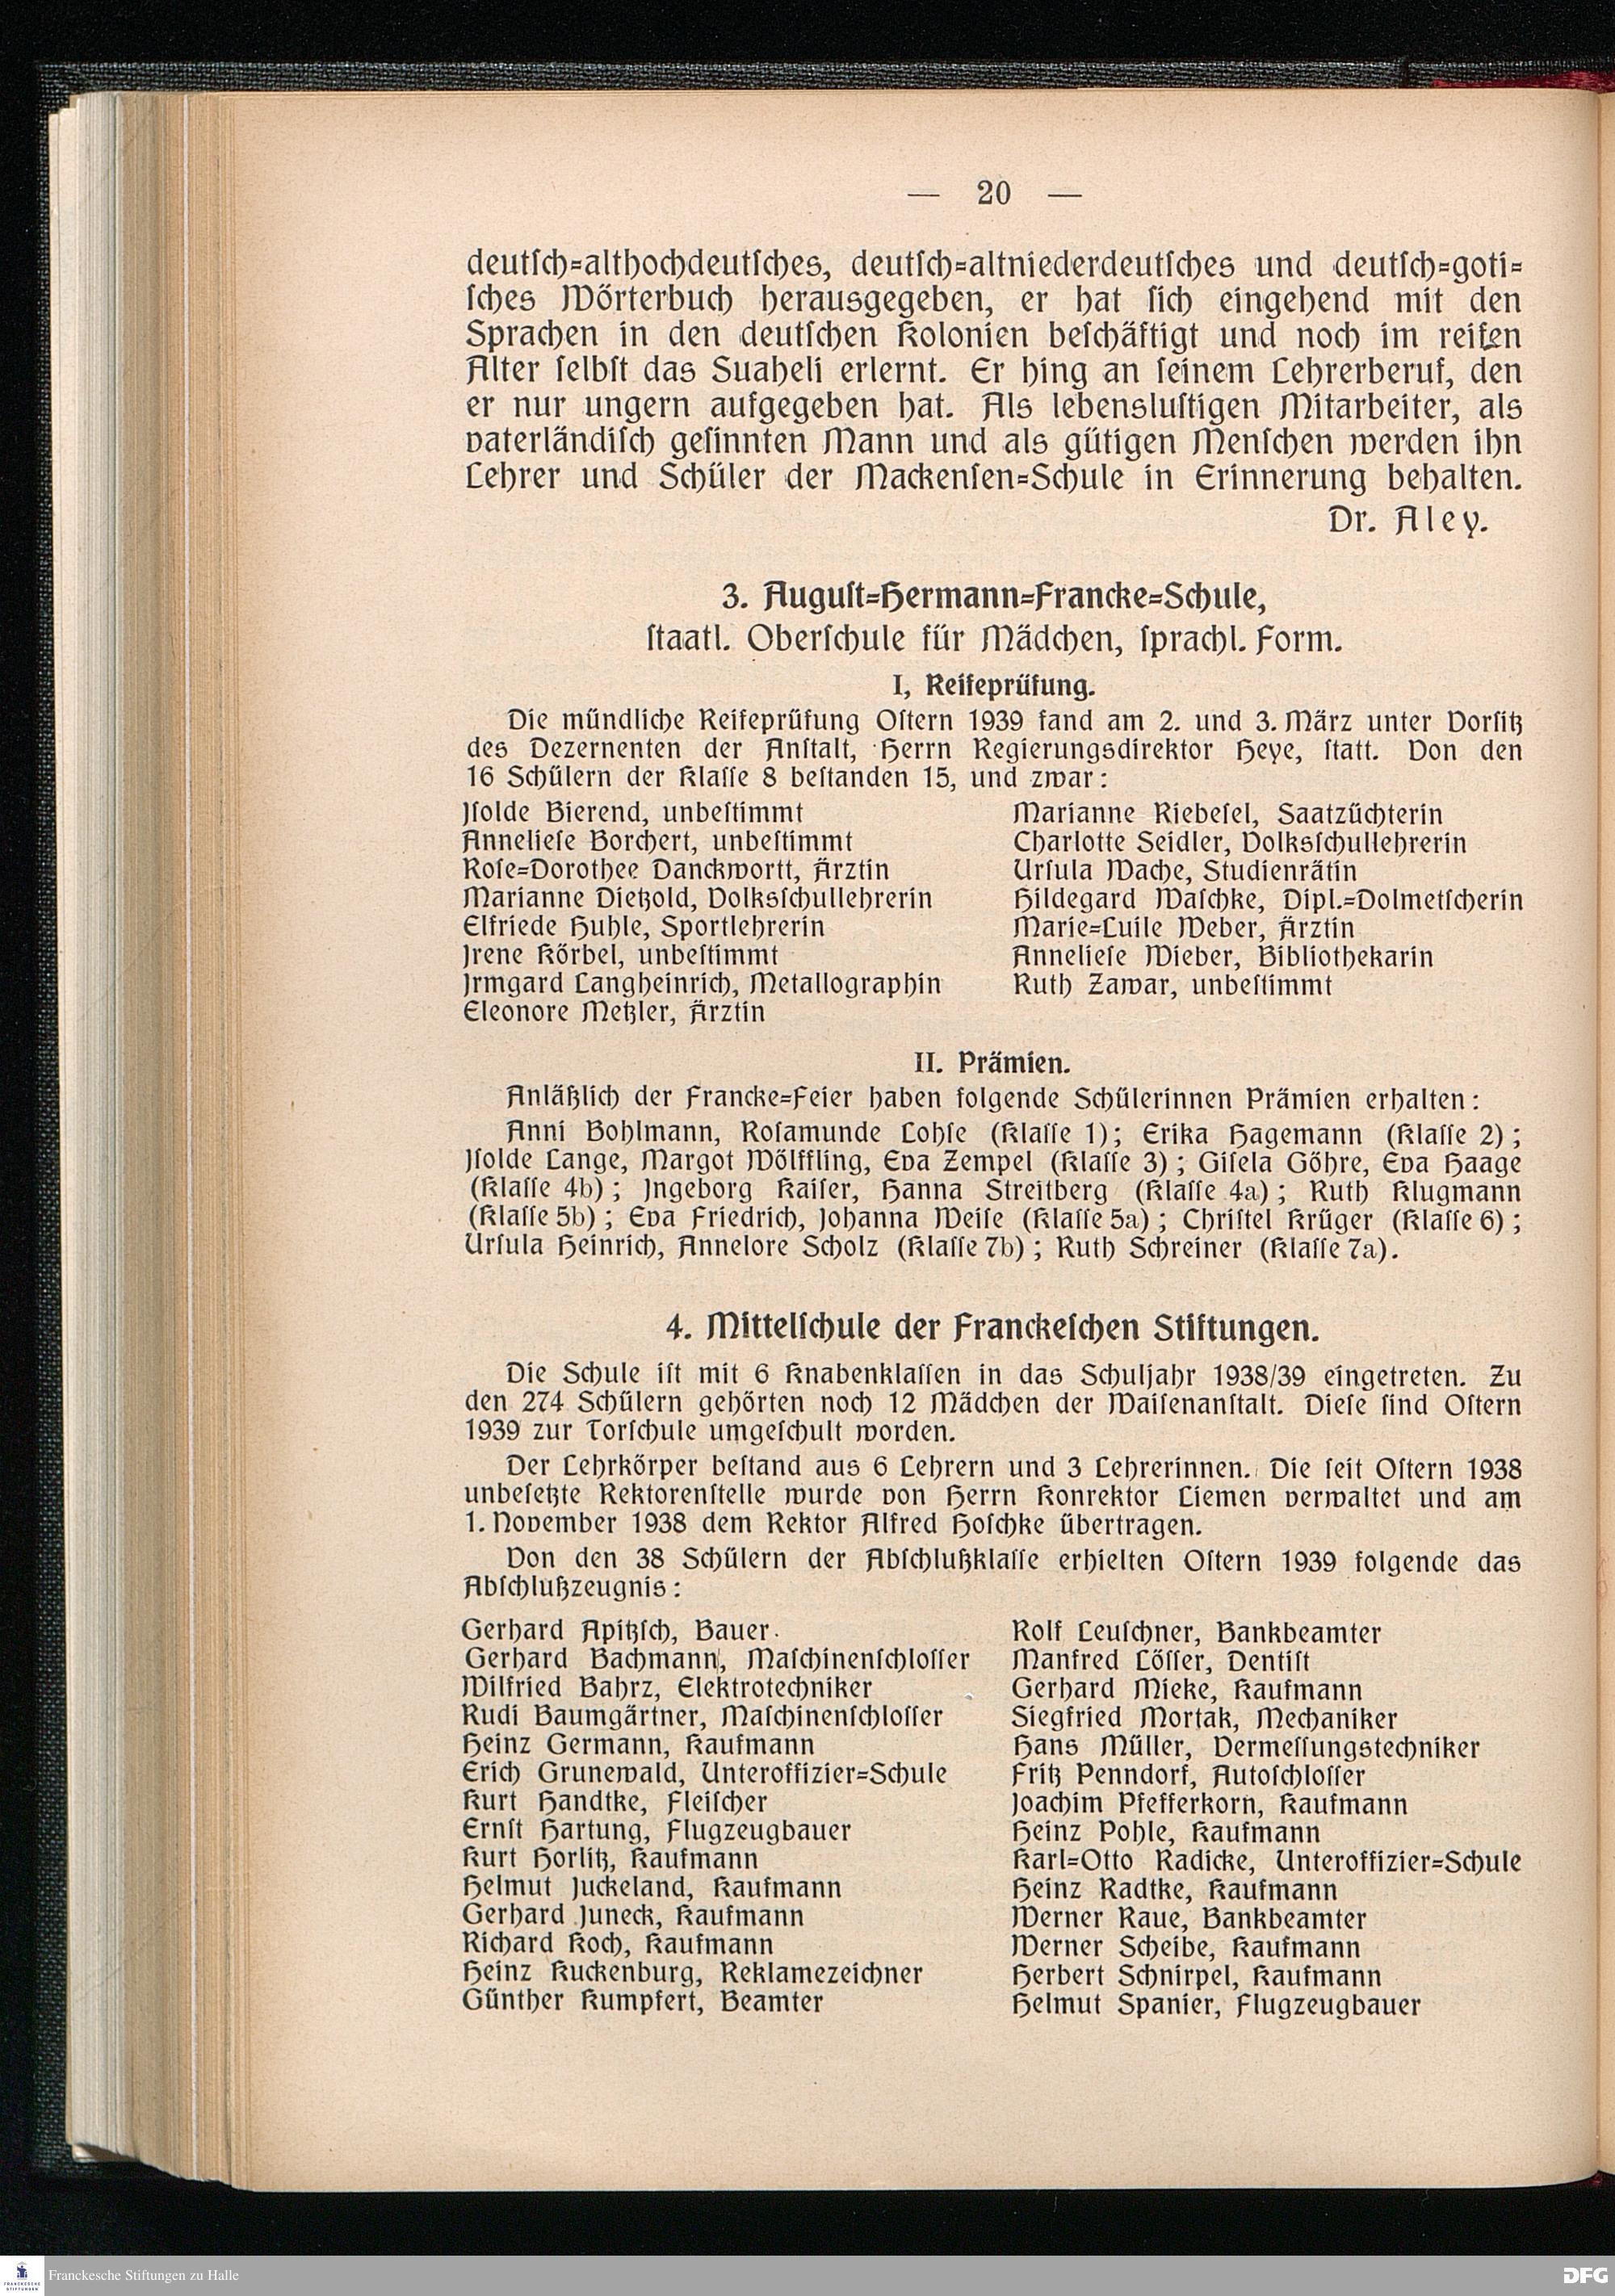 — 20 —
deutſch=althochdeutſches, deutſch=altniederdeutſches und deutſch=goti=
ſches Wörterbuch herausgegeben, er hat ſich eingehend mit den
Sprachen in den deutſchen Kolonien beſchäftigt und noch im reifen
Alter ſelbſt das Suaheli erlernt. Er hing an ſeinem Lehrerberuf, den
er nur ungern aufgegeben hat. Als lebensluſtigen Mitarbeiter, als
vaterländiſch geſinnten Mann und als gütigen Menſchen werden ihn
Lehrer und Schüler der Mackenſen=Schule in Erinnerung behalten.
Dr. Aley.
3. Auguſt=Hermann=Francke=Schule,
ſtaatl. Oberſchule für Mädchen, ſprachl. Form.
I, Reifeprüfung.
Die mündliche Reifeprüfung Oſtern 1939 fand am 2. und 3. März unter Vorſitz
des Dezernenten der Anſtalt, Herrn Regierungsdirektor Heye, ſtatt. Von den
16 Schülern der Klaſſe 8 beſtanden 15, und zwar:
Iſolde Bierend, unbeſtimmt
Annelieſe Borchert, unbeſtimmt
Roſe=Dorothee Danckwortt, Ärztin
Marianne Dietzold, Volksſchullehrerin
Elfriede Huhle, Sportlehrerin
Irene Körbel, unbeſtimmt
Irmgard Langheinrich, Metallographin
Eleonore Metzler, Ärztin
Marianne Riebeſel, Saatzüchterin
Charlotte Seidler, Volksſchullehrerin
Urſula Wache, Studienrätin
Hildegard Waſchke, Dipl.=Dolmetſcherin
Marie=Luiſe Weber, Ärztin
Annelieſe Wieber, Bibliothekarin
Ruth Zawar, unbeſtimmt
II. Prämien.
Anläßlich der Francke=Feier haben folgende Schülerinnen Prämien erhalten:
Anni Bohlmann, Roſamunde Lohſe (Klaſſe 1); Erika Hagemann (Klaſſe 2);
Iſolde Lange, Margot Wölffling, Eva Zempel (Klaſſe 3); Giſela Göhre, Eva Haage
(Klaſſe 4b); Ingeborg Kaiſer, Hanna Streitberg (Klaſſe 4a); Ruth Klugmann
(Klaſſe 5b); Eva Friedrich, Johanna Weiſe (Klaſſe 5a); Chriſtel Krüger (Klaſſe 6);
Urſula Heinrich, Annelore Scholz (Klaſſe 7b); Ruth Schreiner (Klaſſe 7a).
4. Mittelſchule der Franckeſchen Stiftungen.
Die Schule iſt mit 6 Knabenklaſſen in das Schuljahr 1938/39 eingetreten. Zu
den 274 Schülern gehörten noch 12 Mädchen der Waiſenanſtalt. Dieſe ſind Oſtern
1939 zur Torſchule umgeſchult worden.
Der Lehrkörper beſtand aus 6 Lehrern und 3 Lehrerinnen. Die ſeit Oſtern 1938
unbeſetzte Rektorenſtelle wurde von Herrn Konrektor Liemen verwaltet und am
1. November 1938 dem Rektor Alfred Hoſchke übertragen.
Von den 38 Schülern der Abſchlußklaſſe erhielten Oſtern 1939 folgende das
Abſchlußzeugnis:
Gerhard Apitzſch, Bauer.
Gerhard Bachmann, Maſchinenſchloſſer
Wilfried Bahrz, Elektrotechniker
Rudi Baumgärtner, Maſchinenſchloſſer
Heinz Germann, Kaufmann
Erich Grunewald, Unteroffizier=Schule
Kurt Handtke, Fleiſcher
Ernſt Hartung, Flugzeugbauer
Kurt Horlitz, Kaufmann
Helmut Juckeland, Kaufmann
Gerhard Juneck, Kaufmann
Richard Koch, Kaufmann
Heinz Kuckenburg, Reklamezeichner
Günther Kumpfert, Beamter
Rolf Leuſchner, Bankbeamter
Manfred Löſſer, Dentiſt
Gerhard Mieke, Kaufmann
Siegfried Mortak, Mechaniker
Hans Müller, Vermeſſungstechniker
Fritz Penndorf, Autoſchloſſer
Joachim Pfefferkorn, Kaufmann
Heinz Pohle, Kaufmann
Karl=Otto Radicke, Unteroffizier=Schule
Heinz Radtke, Kaufmann
Werner Raue, Bankbeamter
Werner Scheibe, Kaufmann
Herbert Schnirpel, Kaufmann
Helmut Spanier, Flugzeugbauer
FRANCKESCHE
STIFTUNGEN
Franckesche Stiftungen zu Halle
DFG